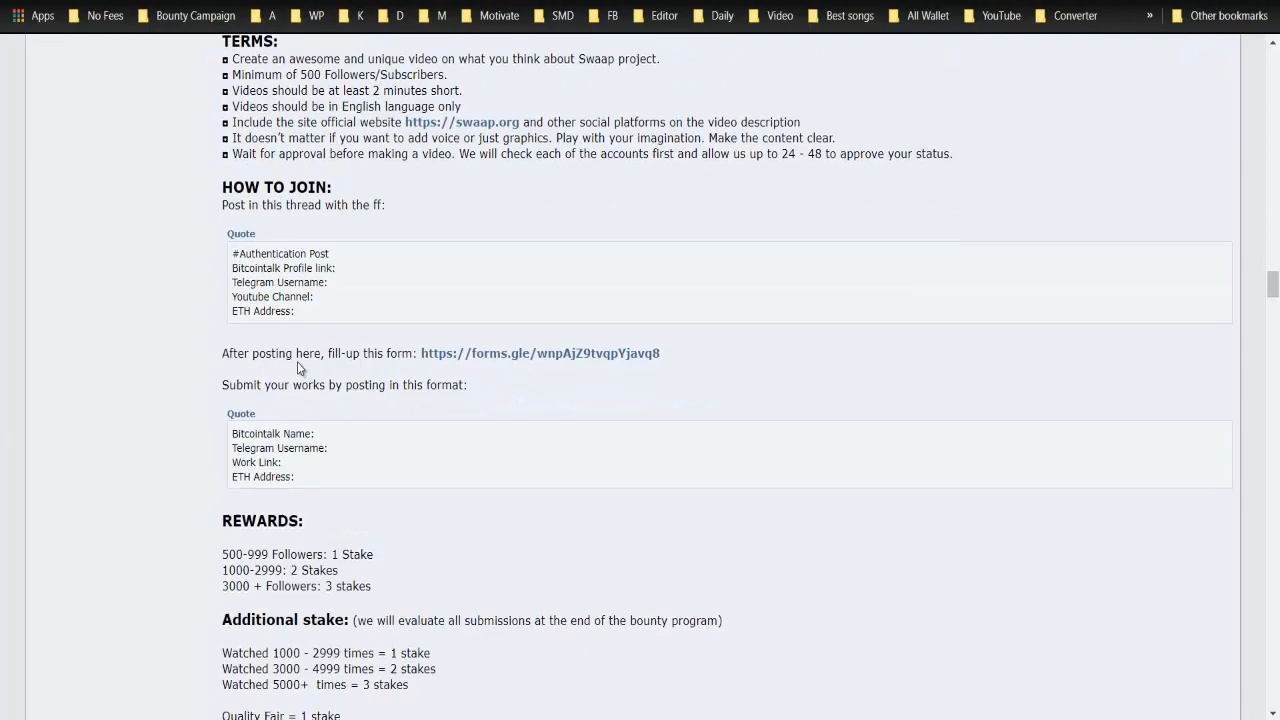 Apps No Fees Bounty Campaign A WP K D M Motivate SMD FB Editor Daily Video Best songs All Wallet YouTube Converter » Other bookmarks
TERMS:
Create an awesome and unique video on what you think about Swaap project.
Minimum of 500 Followers/Subscribers.
Videos should be at least 2 minutes short.
Videos should be in English language only
Include the site official website https://swaap.org and other social platforms on the video description
It doesn't matter if you want to add voice or just graphics. Play with your imagination. Make the content clear.
Wait for approval before making a video. We will check each of the accounts first and allow us up to 24 - 48 to approve your status.
HOW TO JOIN:
Post in this thread with the ff:
Quote
#Authentication Post
Bitcointalk Profile link:
Telegram Username:
Youtube Channel:
ETH Address:
After posting here, fill-up this form: https://forms.gle/wnpAjZ9tvqpYjavq8
Submit your works by posting in this format:
Quote
Bitcointalk Name:
Telegram Username:
Work Link:
ETH Address:
REWARDS:
500-999 Followers: 1 Stake
1000-2999: 2 Stakes
3000 + Followers: 3 stakes
Additional stake: (we will evaluate all submissions at the end of the bounty program)
Watched 1000 - 2999 times = 1 stake
Watched 3000 - 4999 times = 2 stakes
Watched 5000+ times = 3 stakes
Quality Fair = 1 stake